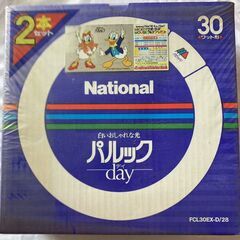 2本
セット
30
ワット形
National
白いおしゃれな光
パルック
デイ
day
FCL30EX-D/28